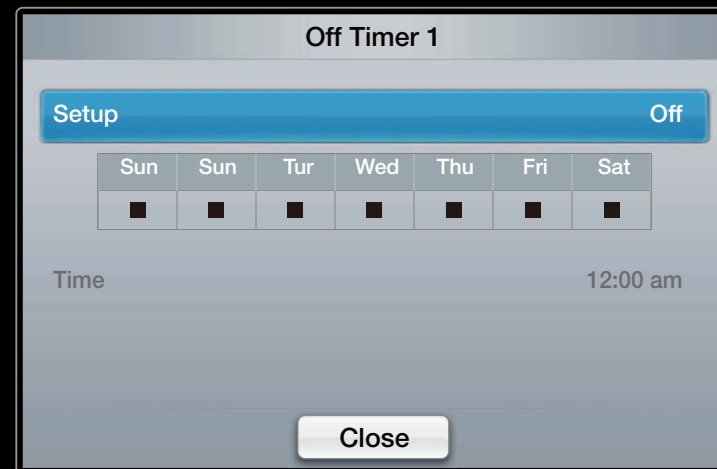 Off Timer 1
Setup Off
Sun Sun Tur Wed Thu Fri Sat
Time 12:00 am
Close